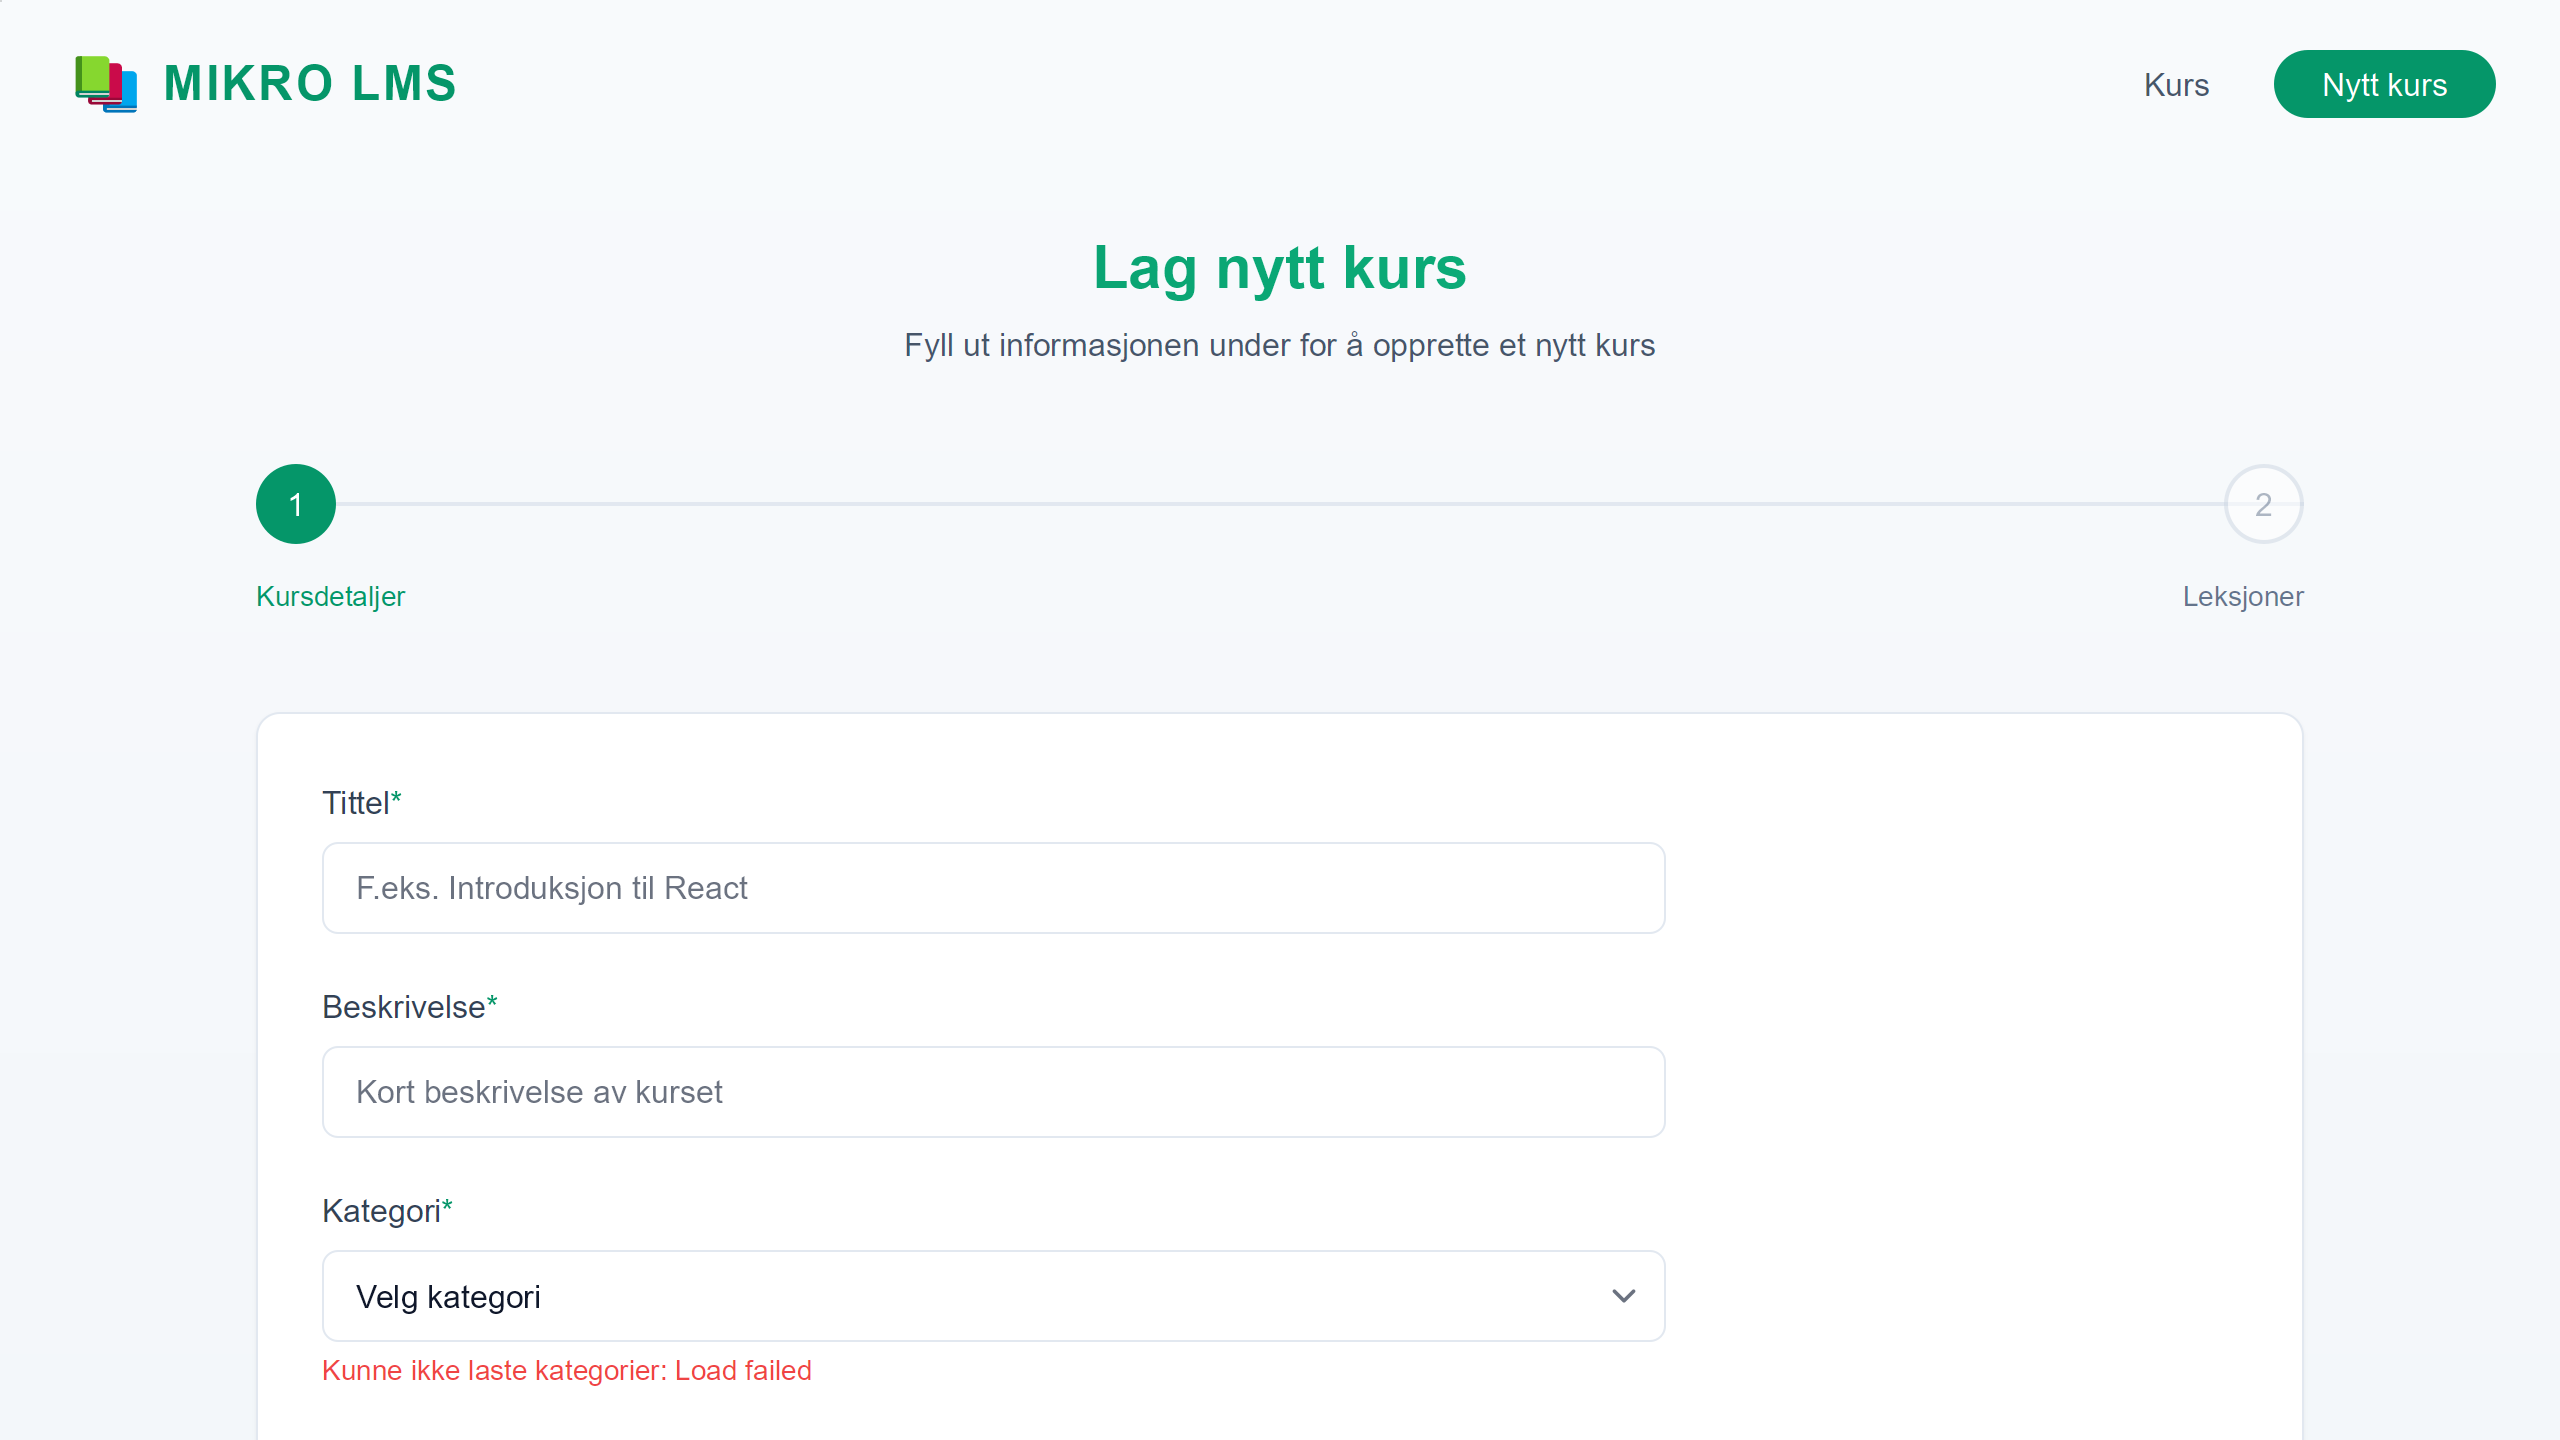 MIKRO LMS
Kurs
Nytt kurs
Lag nytt kurs
Fyll ut informasjonen under for å opprette et nytt kurs
1
2
Kursdetaljer
Leksjoner
Tittel*
F.eks. Introduksjon til React
Beskrivelse*
Kort beskrivelse av kurset
Kategori*
Velg kategori
Kunne ikke laste kategorier: Load failed